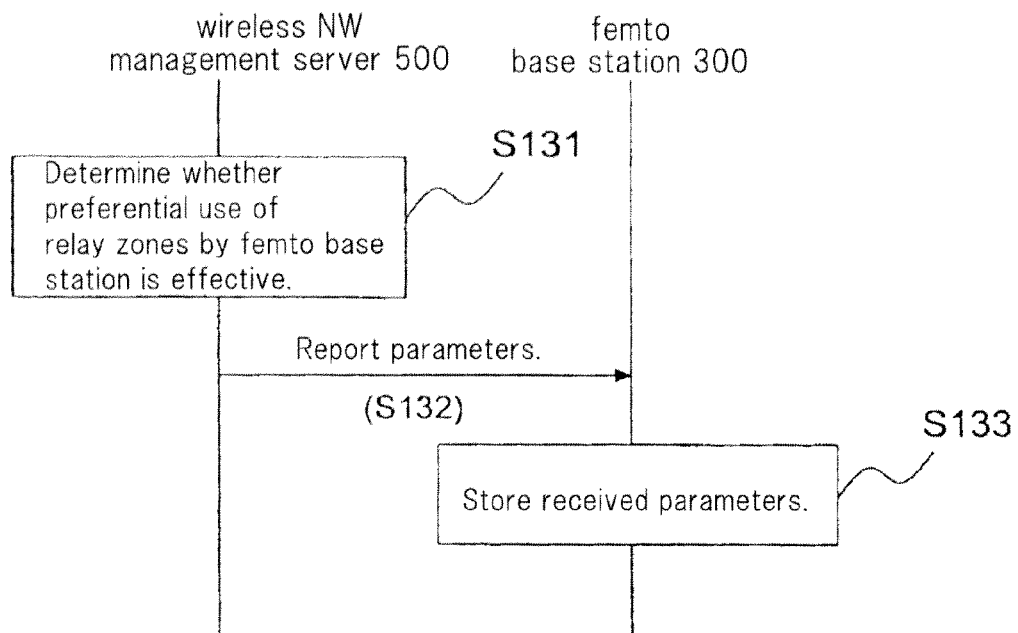 wireless NW
management server 500
femto
base station 300
S131
Determine whether
preferential use of
relay zones by femto base
station is effective.
Report parameters.
(S132)
S133
Store received parameters.